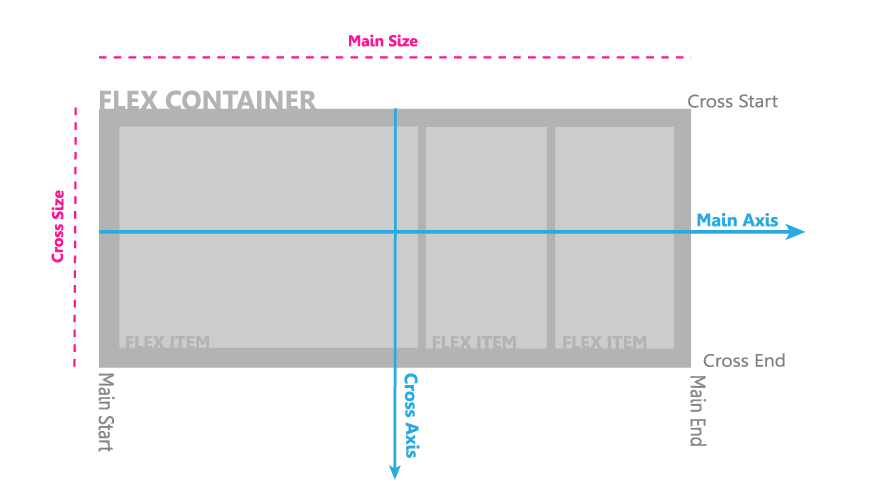 Main Size
FLEX CONTAINER
Cross Start
Cross Size
Main Axis
FLEX ITEM
FLEX ITEM
FLEX ITEM
Cross End
Main Start
Cross Axis
Main End